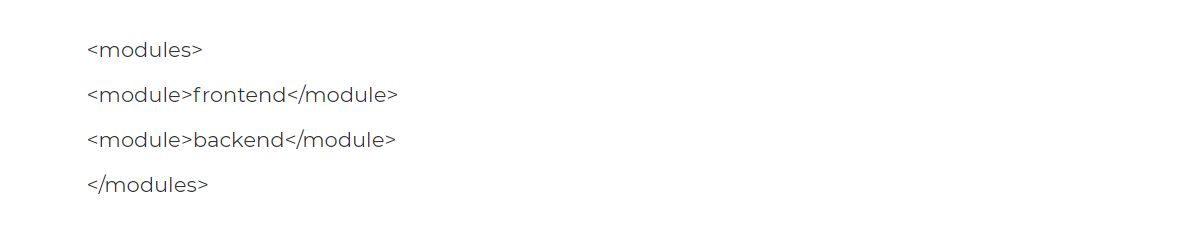 <modules>
<module>frontend</module>
<module>backend</module>
</modules>